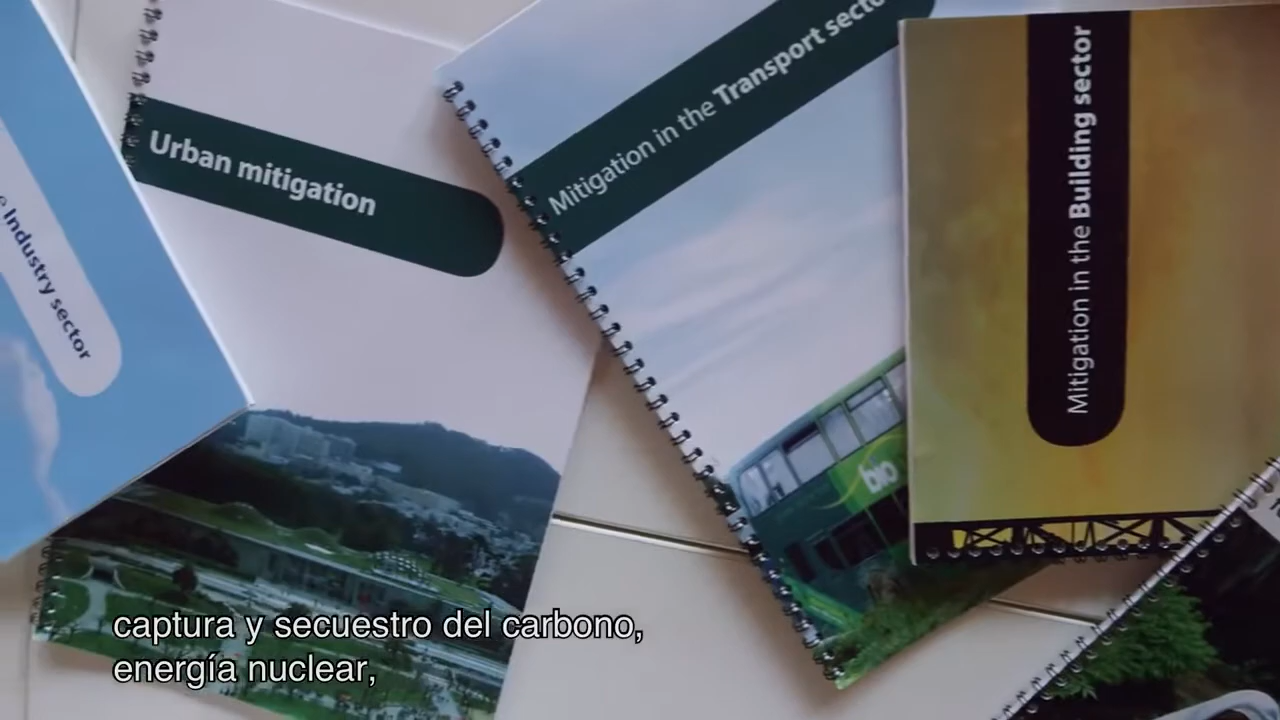 Industry sector
Urban mitigation
Mitigation in the Transport secto
Mitigation in the Building sector
bio
captura y secuestro del carbono,
energía nuclear,